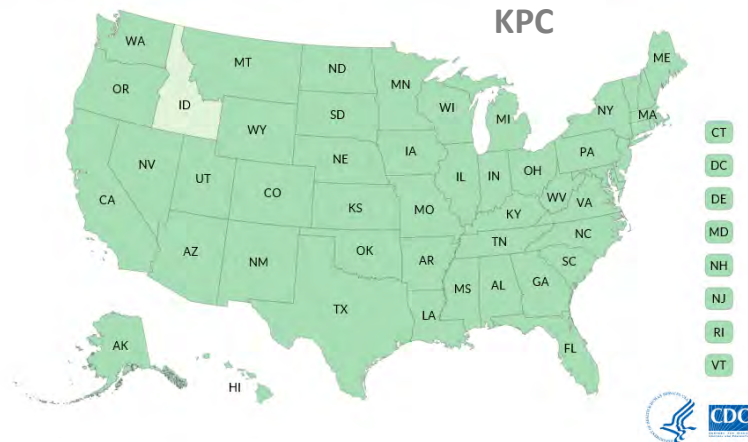 KPC
WA
MT
ND
MN
ME
OR
ID
WY
SD
WI
MI
NY
MA
CT
NV
UT
CO
NE
IA
IL
IN
OH
PA
DC
CA
KS
MO
KY
WV
VA
DE
AZ
NM
OK
AR
TN
NC
MD
TX
LA
MS
AL
GA
SC
NH
AK
HI
FL
NJ
RI
VT
CDC